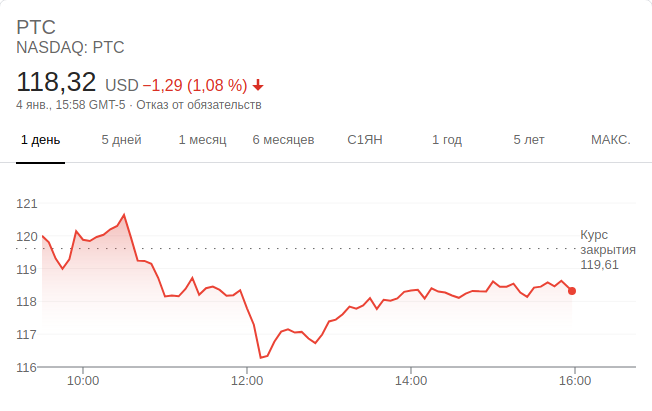 PTC
NASDAQ: PTC
118,32 USD −1,29 (1,08 %)
4 янв., 15:58 GMT-5 · Отказ от обязательств
1 день 5 дней 1 месяц 6 месяцев С1ЯН 1 год 5 лет МАКС.
121
120
119
118
117
116
Курс
закрытия
119,61
10:00 12:00 14:00 16:00